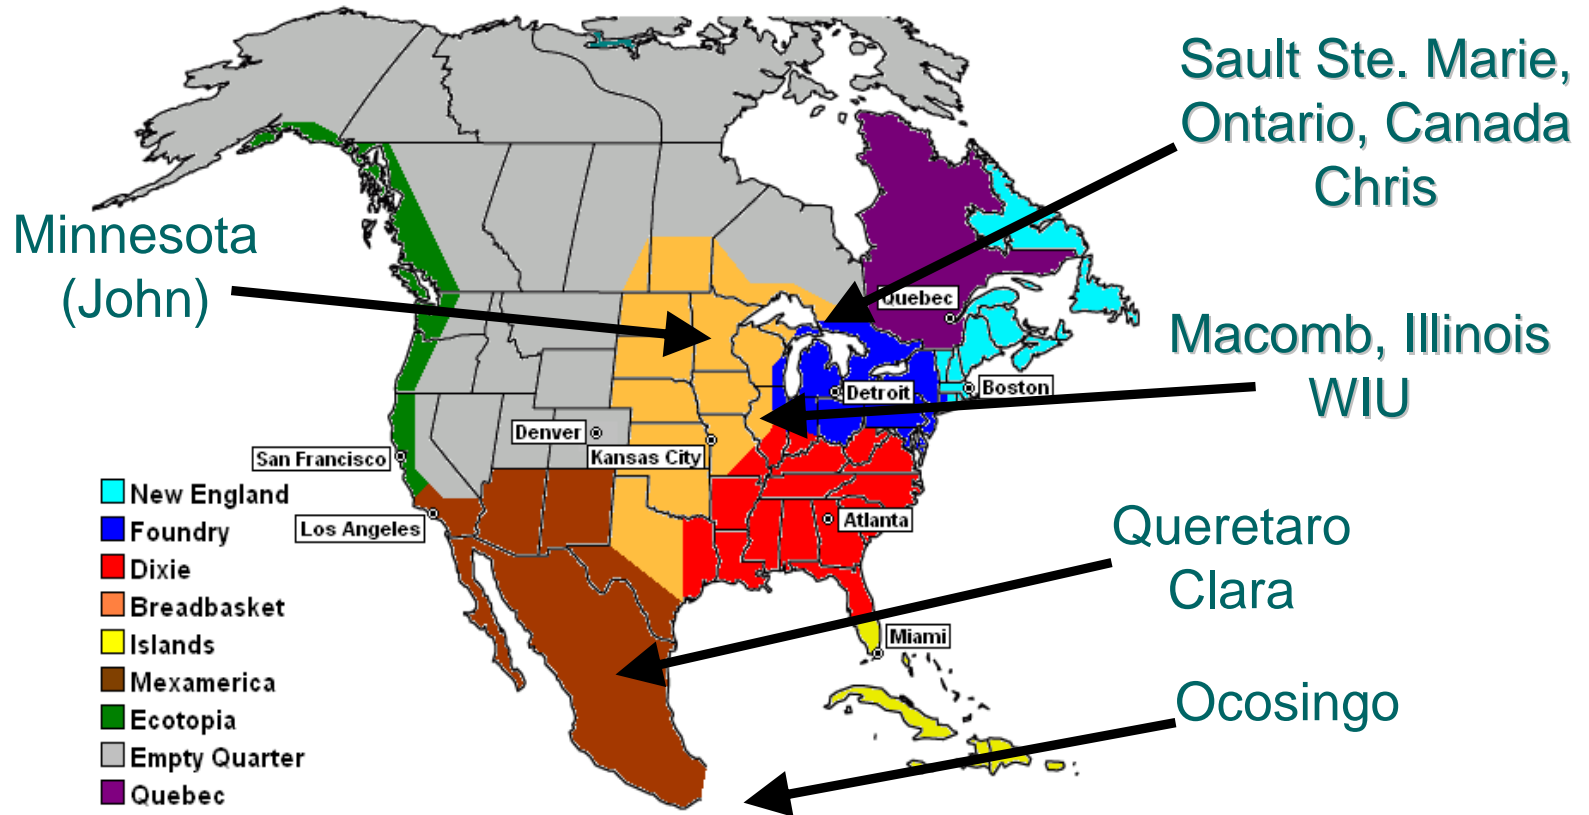 Sault Ste. Marie,
Ontario, Canada
Chris
Minnesota
(John)
Quebec
Macomb, Illinois
WIU
Boston
Detroit
Denver
Kansas City
San Francisco
New England
Foundry
Dixie
Breadbasket
Islands
Mexamerica
Ecotopia
Empty Quarter
Quebec
Los Angeles
Atlanta
Queretaro
Clara
Miami
Ocosingo